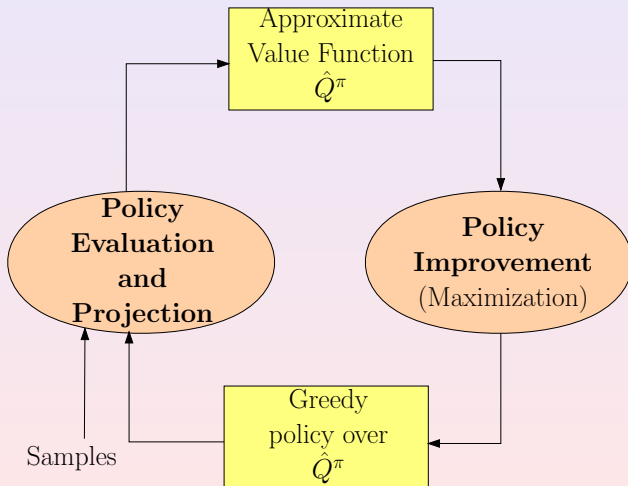 Approximate
Value Function
Q̂^π
Policy
Evaluation
and
Projection
Policy
Improvement
(Maximization)
Greedy
policy over
Q̂^π
Samples